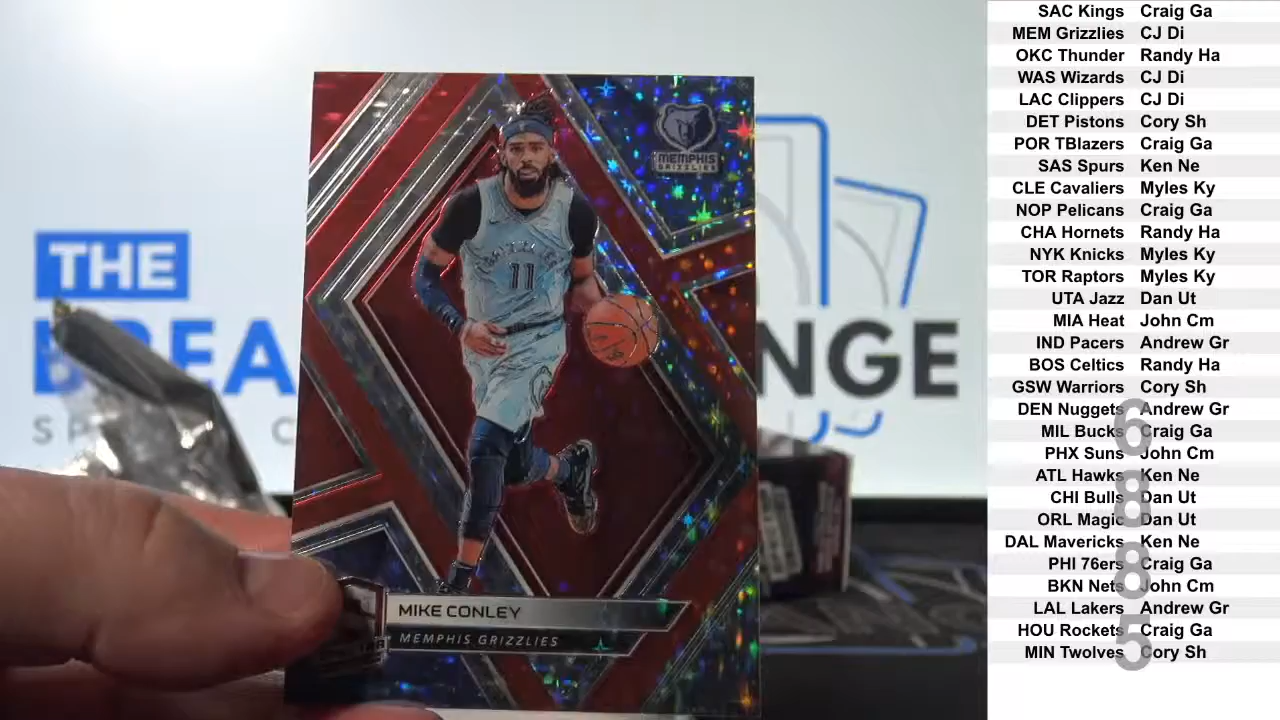 THE
BREA NGE
SP C
MEMPHIS
GRIZZLIES
11
MIKE CONLEY
MEMPHIS GRIZZLIES
SAC Kings Craig Ga
MEM Grizzlies CJ Di
OKC Thunder Randy Ha
WAS Wizards CJ Di
LAC Clippers CJ Di
DET Pistons Cory Sh
POR TBlazers Craig Ga
SAS Spurs Ken Ne
CLE Cavaliers Myles Ky
NOP Pelicans Craig Ga
CHA Hornets Randy Ha
NYK Knicks Myles Ky
TOR Raptors Myles Ky
UTA Jazz Dan Ut
MIA Heat John Cm
IND Pacers Andrew Gr
BOS Celtics Randy Ha
GSW Warriors Cory Sh
DEN Nuggets Andrew Gr
MIL Bucks Craig Ga
PHX Suns John Cm
ATL Hawks Ken Ne
CHI Bulls Dan Ut
ORL Magic Dan Ut
DAL Mavericks Ken Ne
PHI 76ers Craig Ga
BKN Nets John Cm
LAL Lakers Andrew Gr
HOU Rockets Craig Ga
MIN Twolves Cory Sh
6885